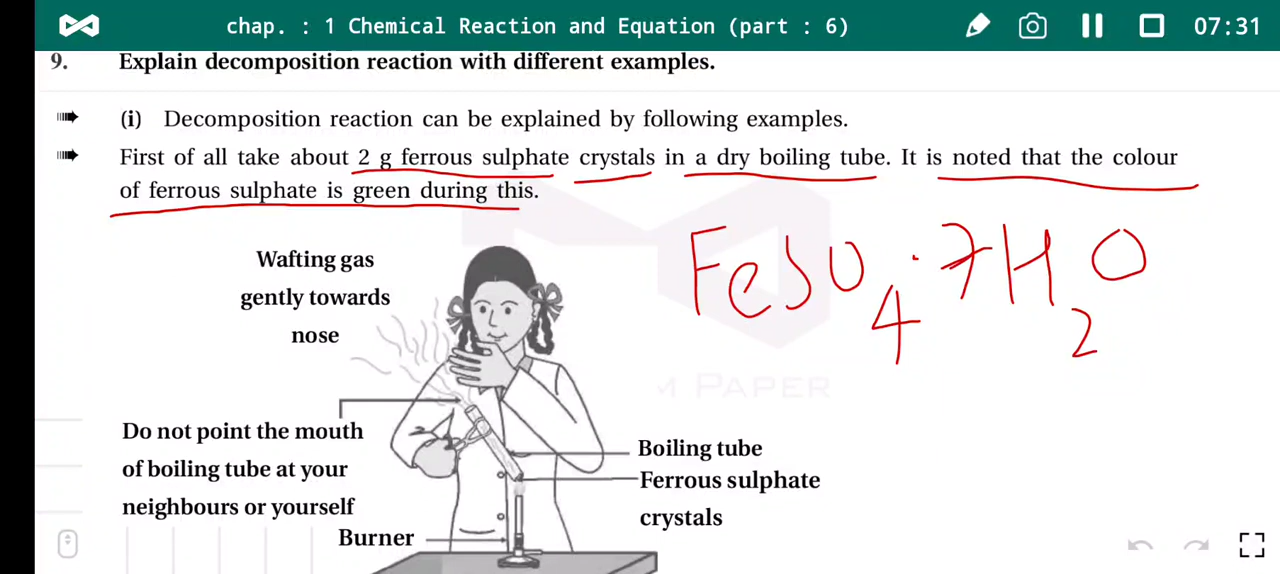 chap. : 1 Chemical Reaction and Equation (part : 6)
07:31
9. Explain decomposition reaction with different examples.
(i) Decomposition reaction can be explained by following examples.
First of all take about 2 g ferrous sulphate crystals in a dry boiling tube. It is noted that the colour
of ferrous sulphate is green during this.
FeSO4·7H2O
Wafting gas
gently towards
nose
PAPER
Do not point the mouth
of boiling tube at your
neighbours or yourself
Boiling tube
Ferrous sulphate
crystals
Burner